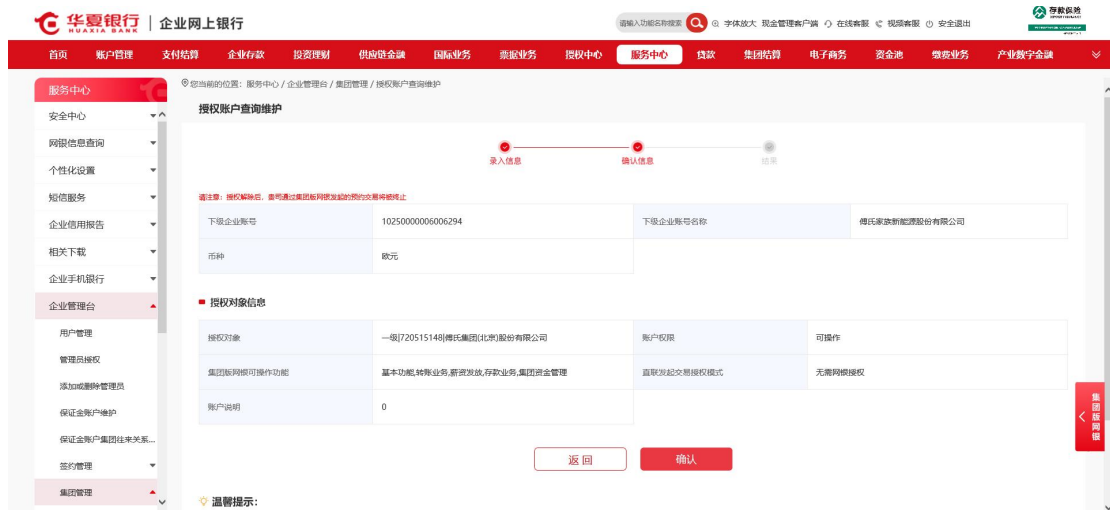 华夏银行 企业网上银行
HUAXIA BANK
请输入功能名称搜索 字体放大 现金管理客户端 在线客服 视频客服 安全退出
存款保险
首页 账户管理 支付结算 企业存款 投资理财 供应链金融 国际业务 票据业务 授权中心 服务中心 贷款 集团结算 电子商务 资金池 缴费业务 产业数字金融
服务中心
安全中心
网银信息查询
个性化设置
短信服务
企业信用报告
相关下载
企业手机银行
企业管理台
用户管理
管理员授权
添加或删除管理员
保证金账户维护
保证金账户集团往来关系...
签约管理
集团管理
您当前的位置：服务中心 / 企业管理台 / 集团管理 / 授权账户查询维护
授权账户查询维护
录入信息 确认信息 结果
请注意：授权解除后，贵司通过集团版网银发起的预约交易将被终止
下级企业账号 10250000006006294 下级企业账号名称 傅氏家族新能源股份有限公司
币种 欧元
授权对象信息
授权对象 一级|720515148|傅氏集团(北京)股份有限公司 账户权限 可操作
集团版网银可操作功能 基本功能,转账业务,薪资发放,存款业务,集团资金管理 直联发起交易授权模式 无需网银授权
账户说明 0
返回 确认
温馨提示：
集团版网银